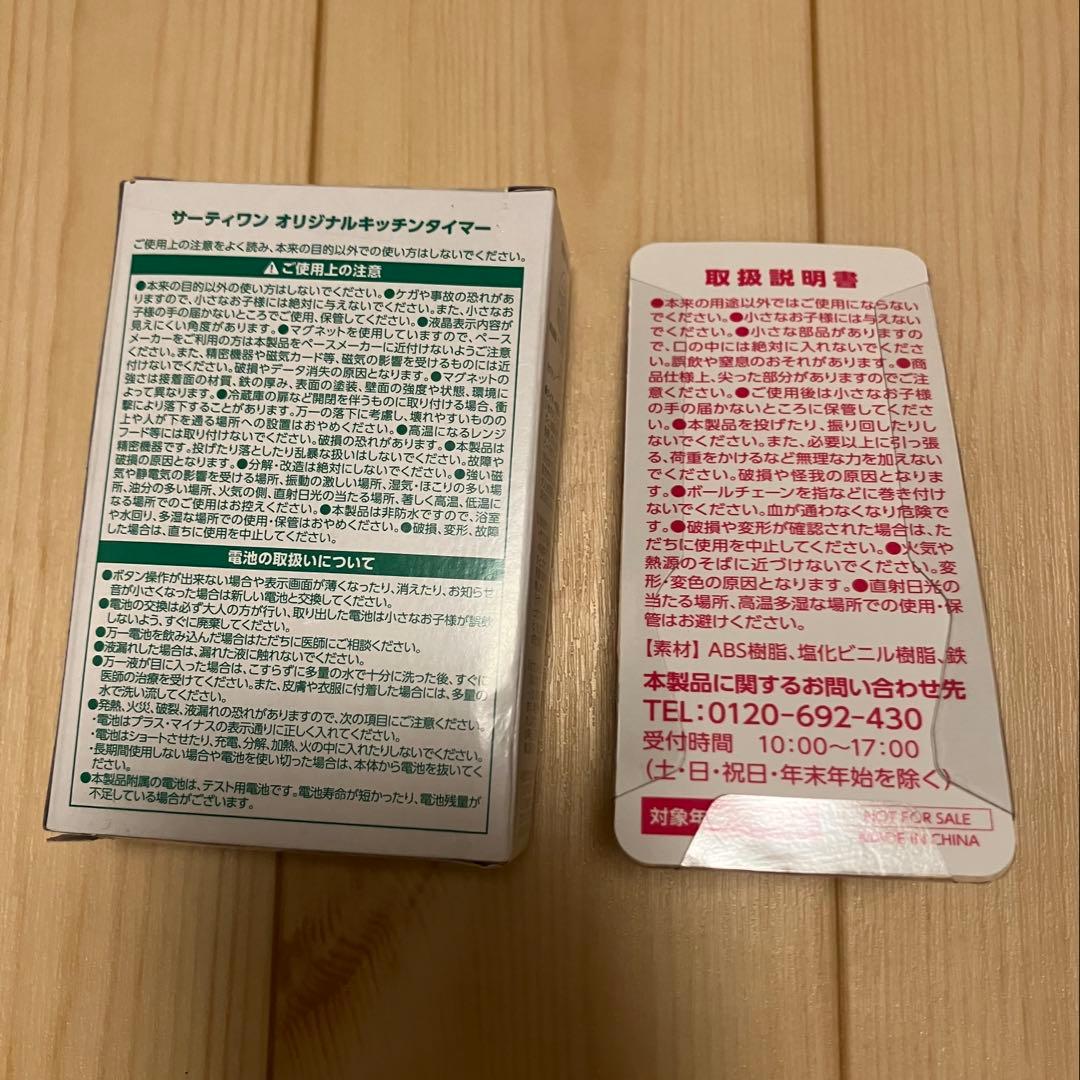 サーティワン オリジナルキッチンタイマー
ご使用上の注意をよく読み、本来の目的以外での使い方はしないでください。
ご使用上の注意
●本来の目的以外の使い方はしないでください。●ケガや事故の恐れがあ
りますので、小さなお子様には絶対に与えないでください。また、小さなお
子様の手の届かないところでご使用、保管してください。●液晶表示内容が
見えにくい角度があります。●マグネットを使用していますので、ペース
メーカーをご利用の方は本製品をペースメーカーに近付けないようご注意
ください。また、精密機器や磁気カード等、磁気の影響を受けるものには近
付けないでください。破損やデータ消失の原因となります。●マグネットの
強さは接着面の材質、鉄の厚み、表面の塗装、壁面の強度や状態、環境に
よって異なります。●冷蔵庫の扉など開閉を伴うものに取り付ける場合、衝
撃により落下することがあります。万一の落下に考慮し、壊れやすいものの
上や人が下を通る場所への設置はおやめください。●高温になるレンジ
フード等には取り付けないでください。破損の恐れがあります。●本製品は
精密機器です。投げたり落としたり乱暴な扱いはしないでください。故障や
破損の原因となります。●分解・改造は絶対にしないでください。●強い磁
気や静電気の影響を受ける場所、振動の激しい場所、湿気・ほこりの多い場
所、油分の多い場所、火気の側、直射日光の当たる場所、著しく高温、低温に
なる場所でのご使用はお控えください。●本製品は非防水ですので、浴室
や水回り、多湿な場所での使用・保管はおやめください。●破損、変形、故障
した場合は、直ちに使用を中止してください。
電池の取扱いについて
●ボタン操作が出来ない場合や表示画面が薄くなったり、消えたり、お知らせ
音が小さくなった場合は新しい電池と交換してください。
●電池の交換は必ず大人の方が行い、取り出した電池は小さなお子様が誤飲
しないよう、すぐに廃棄してください。
●万一電池を飲み込んだ場合はただちに医師にご相談ください。
●液漏れした場合は、漏れた液に触れないでください。
●万一液が目に入った場合は、こすらずに多量の水で十分に洗った後、すぐに
医師の治療を受けてください。また、皮膚や衣服に付着した場合には、多量の
水で洗い流してください。
●発熱、火災、破裂、液漏れの恐れがありますので、次の項目にご注意ください。
・電池はプラス・マイナスの表示通りに正しく入れてください。
・電池はショートさせたり、充電、分解、加熱、火の中に入れたりしないでください。
・長期間使用しない場合や電池を使い切った場合は、本体から電池を抜いてく
ださい。
●本製品附属の電池は、テスト用電池です。電池寿命が短かったり、電池残量が
不足している場合がございます。
取扱説明書
●本来の用途以外ではご使用にならない
でください。●小さなお子様には与えない
でください。●小さな部品がありますの
で、口の中には絶対に入れないでくださ
い。誤飲や窒息のおそれがあります。●商
品仕様上、尖った部分がありますのでご注
意ください。●ご使用後は小さなお子様
の手の届かないところに保管してくださ
い。●本製品を投げたり、振り回したりし
ないでください。また、必要以上に引っ張
る、荷重をかけるなど無理な力を加えない
でください。破損や怪我の原因となりま
す。●ボールチェーンを指などに巻き付け
ないでください。血が通わなくなり危険で
す。●破損や変形が確認された場合は、た
だちに使用を中止してください。●火気や
熱源のそばに近づけないでください。変
形・変色の原因となります。●直射日光の
当たる場所、高温多湿な場所での使用・保
管はお避けください。
【素材】ABS樹脂、塩化ビニル樹脂、鉄
本製品に関するお問い合わせ先
TEL:0120-692-430
受付時間 10:00〜17:00
(土・日・祝日・年末年始を除く)
対象年
NOT FOR SALE
MADE IN CHINA